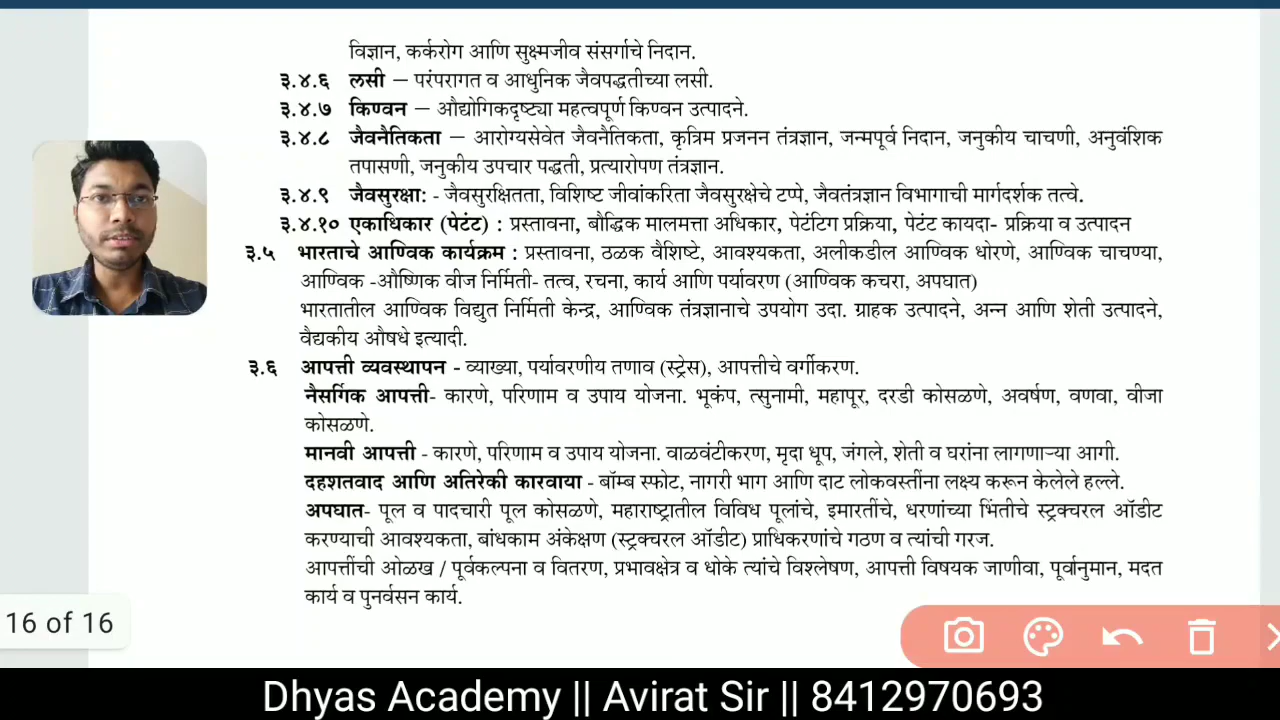 विज्ञान, कर्करोग आणि सुक्ष्मजीव संसर्गाचे निदान.
३.४.६ लसी – परंपरागत व आधुनिक जैवपद्धतीच्या लसी.
३.४.७ किण्वन – औद्योगिकदृष्ट्या महत्वपूर्ण किण्वन उत्पादने.
३.४.८ जैवनैतिकता – आरोग्यसेवेत जैवनैतिकता, कृत्रिम प्रजनन तंत्रज्ञान, जन्मपूर्व निदान, जनुकीय चाचणी, अनुवंशिक
तपासणी, जनुकीय उपचार पद्धती, प्रत्यारोपण तंत्रज्ञान.
३.४.९ जैवसुरक्षा: - जैवसुरक्षितता, विशिष्ट जीवांकरिता जैवसुरक्षेचे टप्पे, जैवतंत्रज्ञान विभागाची मार्गदर्शक तत्वे.
३.४.१० एकाधिकार (पेटंट) : प्रस्तावना, बौद्धिक मालमत्ता अधिकार, पेटंटिग प्रक्रिया, पेटंट कायदा- प्रक्रिया व उत्पादन
३.५ भारताचे आण्विक कार्यक्रम : प्रस्तावना, ठळक वैशिष्टे, आवश्यकता, अलीकडील आण्विक धोरणे, आण्विक चाचण्या,
आण्विक -औष्णिक वीज निर्मिती- तत्व, रचना, कार्य आणि पर्यावरण (आण्विक कचरा, अपघात)
भारतातील आण्विक विद्युत निर्मिती केन्द्र, आण्विक तंत्रज्ञानाचे उपयोग उदा. ग्राहक उत्पादने, अन्न आणि शेती उत्पादने,
वैद्यकीय औषधे इत्यादी.
३.६ आपत्ती व्यवस्थापन - व्याख्या, पर्यावरणीय तणाव (स्ट्रेस), आपत्तीचे वर्गीकरण.
नैसर्गिक आपत्ती- कारणे, परिणाम व उपाय योजना. भूकंप, त्सुनामी, महापूर, दरडी कोसळणे, अवर्षण, वणवा, वीजा
कोसळणे.
मानवी आपत्ती - कारणे, परिणाम व उपाय योजना. वाळवंटीकरण, मृदा धूप, जंगले, शेती व घरांना लागणाऱ्या आगी.
दहशतवाद आणि अतिरेकी कारवाया - बॉम्ब स्फोट, नागरी भाग आणि दाट लोकवस्तींना लक्ष्य करून केलेले हल्ले.
अपघात- पूल व पादचारी पूल कोसळणे, महाराष्ट्रातील विविध पूलांचे, इमारतींचे, धरणांच्या भिंतीचे स्ट्रक्चरल ऑडीट
करण्याची आवश्यकता, बांधकाम अंकेक्षण (स्ट्रक्चरल ऑडीट) प्राधिकरणांचे गठण व त्यांची गरज.
आपत्तींची ओळख / पूर्वकल्पना व वितरण, प्रभावक्षेत्र व धोके त्यांचे विश्लेषण, आपत्ती विषयक जाणीवा, पूर्वानुमान, मदत
कार्य व पुनर्वसन कार्य.
16 of 16
Dhyas Academy || Avirat Sir || 8412970693